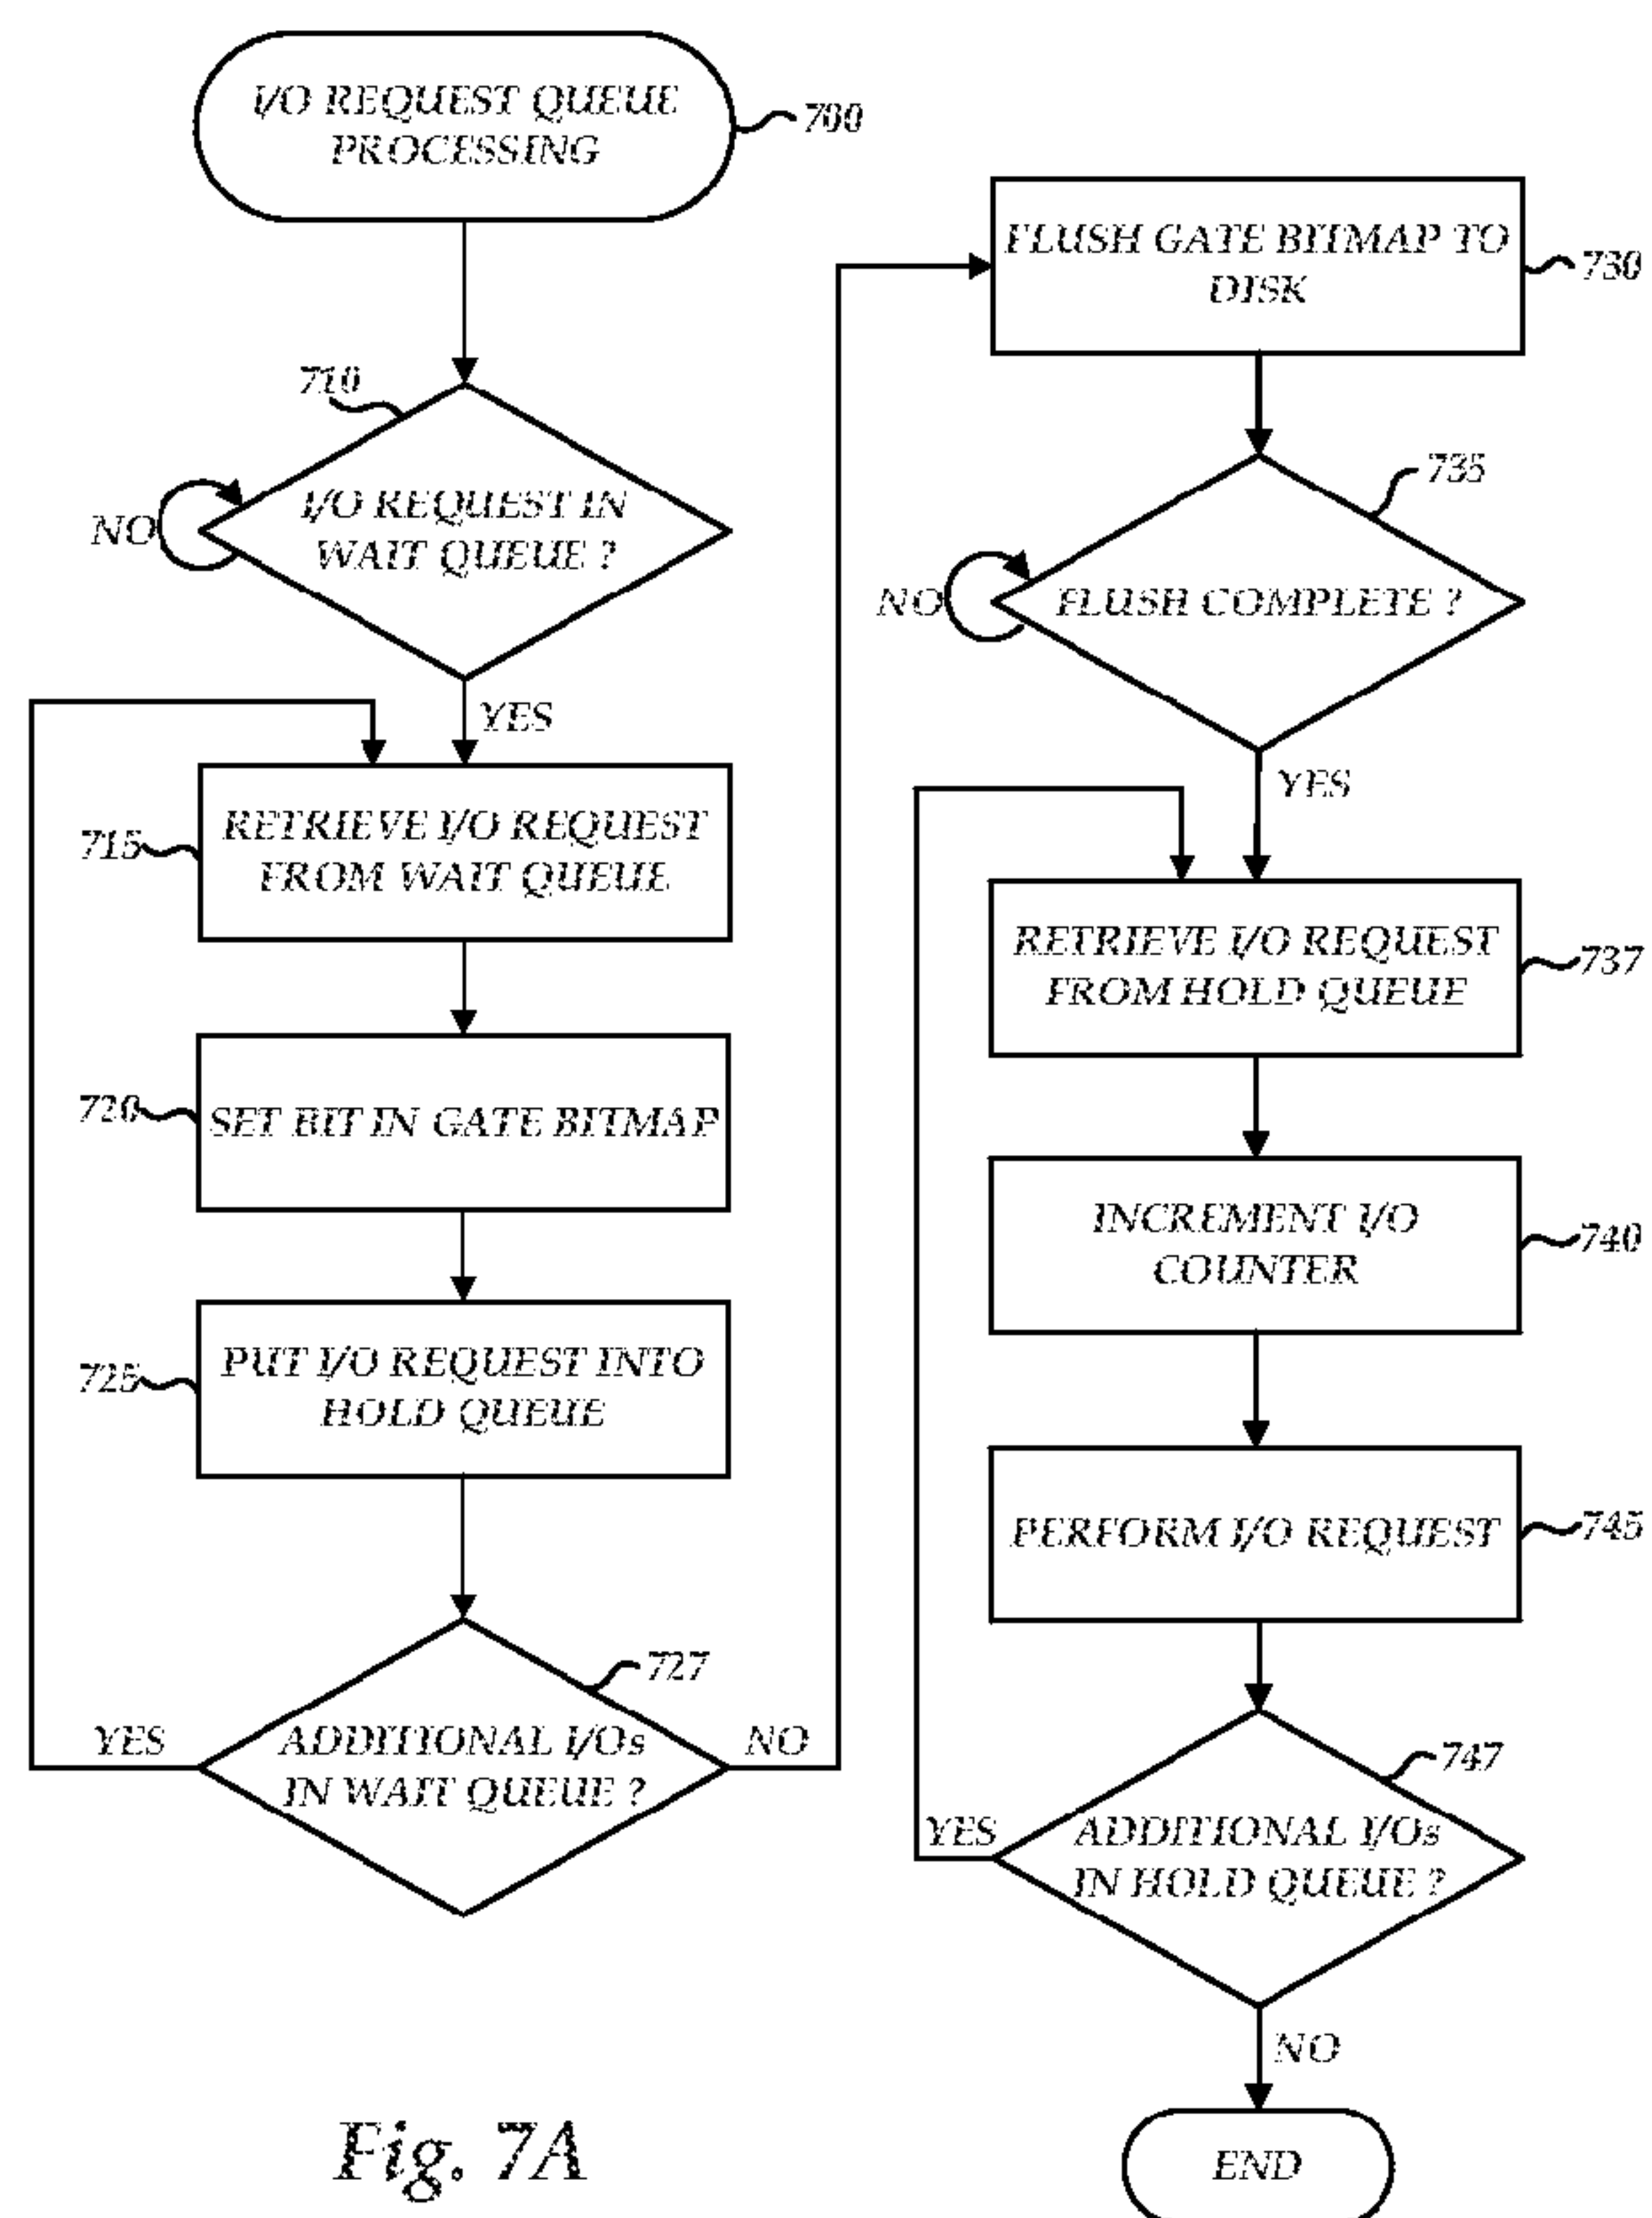 I/O REQUEST QUEUE
PROCESSING
700
710
I/O REQUEST IN
WAIT QUEUE ?
NO
YES
715
RETRIEVE I/O REQUEST
FROM WAIT QUEUE
720
SET BIT IN GATE BITMAP
725
PUT I/O REQUEST INTO
HOLD QUEUE
727
YES
ADDITIONAL I/Os
IN WAIT QUEUE ?
NO
FLUSH GATE BITMAP TO
DISK
730
735
NO
FLUSH COMPLETE ?
YES
RETRIEVE I/O REQUEST
FROM HOLD QUEUE
737
INCREMENT I/O
COUNTER
740
PERFORM I/O REQUEST
745
747
YES
ADDITIONAL I/Os
IN HOLD QUEUE ?
NO
END
Fig. 7A